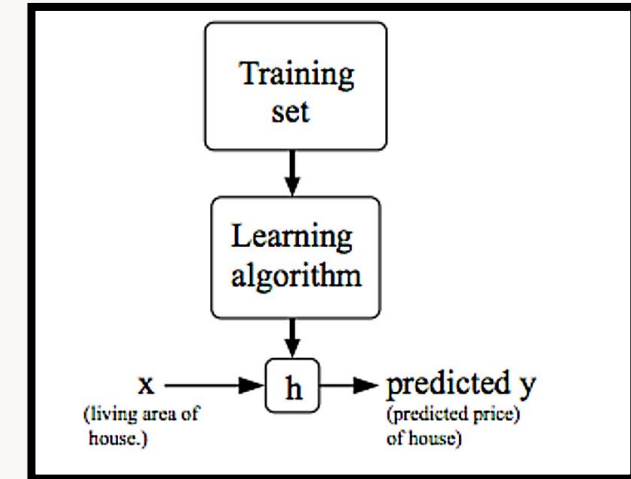 Training
set
Learning
algorithm
x
h
predicted y
(living area of
house.)
(predicted price)
of house)